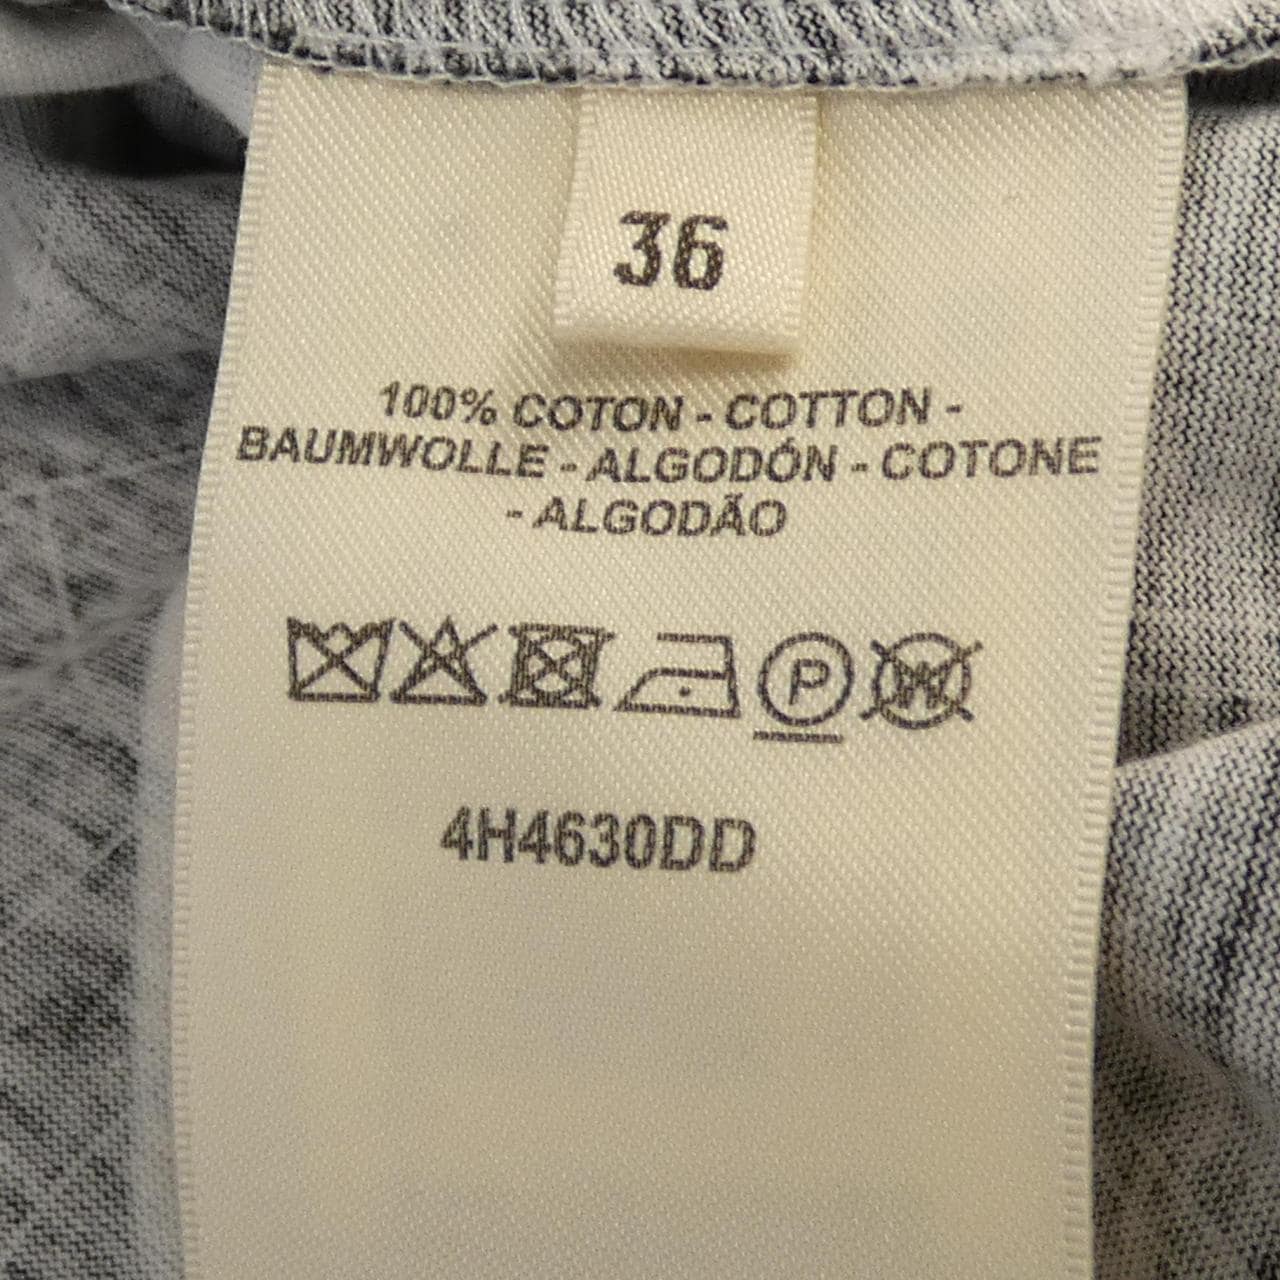 36
100% COTON - COTTON -
BAUMWOLLE - ALGODÓN - COTONE
- ALGODÃO
P W
4H4630DD